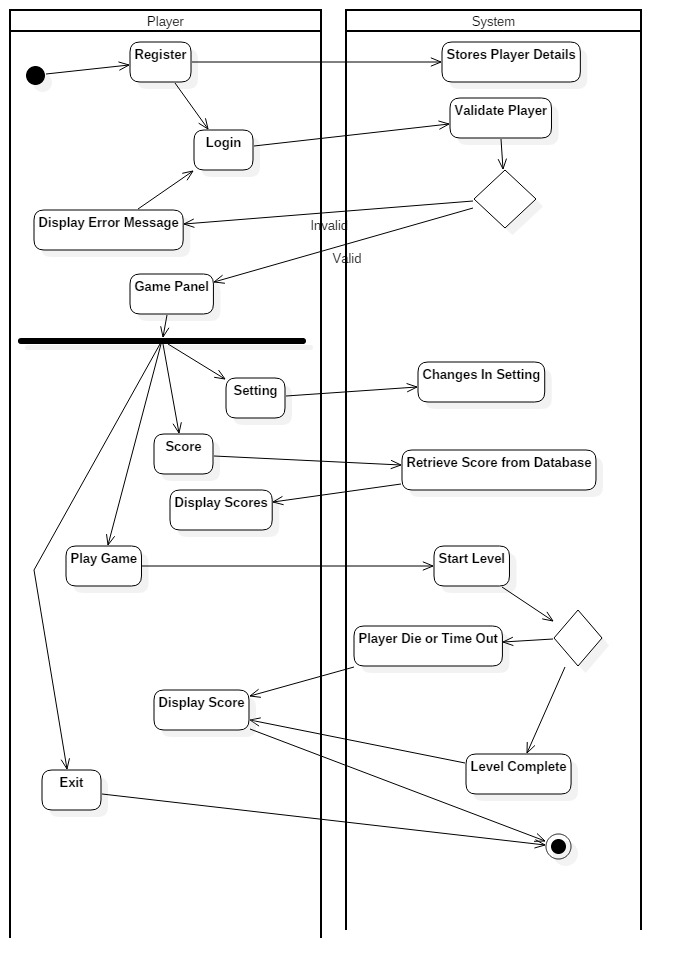 Player
System
Register
Stores Player Details
Validate Player
Login
Display Error Message
Invalid
Valid
Game Panel
Setting
Changes In Setting
Score
Retrieve Score from Database
Display Scores
Play Game
Start Level
Player Die or Time Out
Display Score
Level Complete
Exit